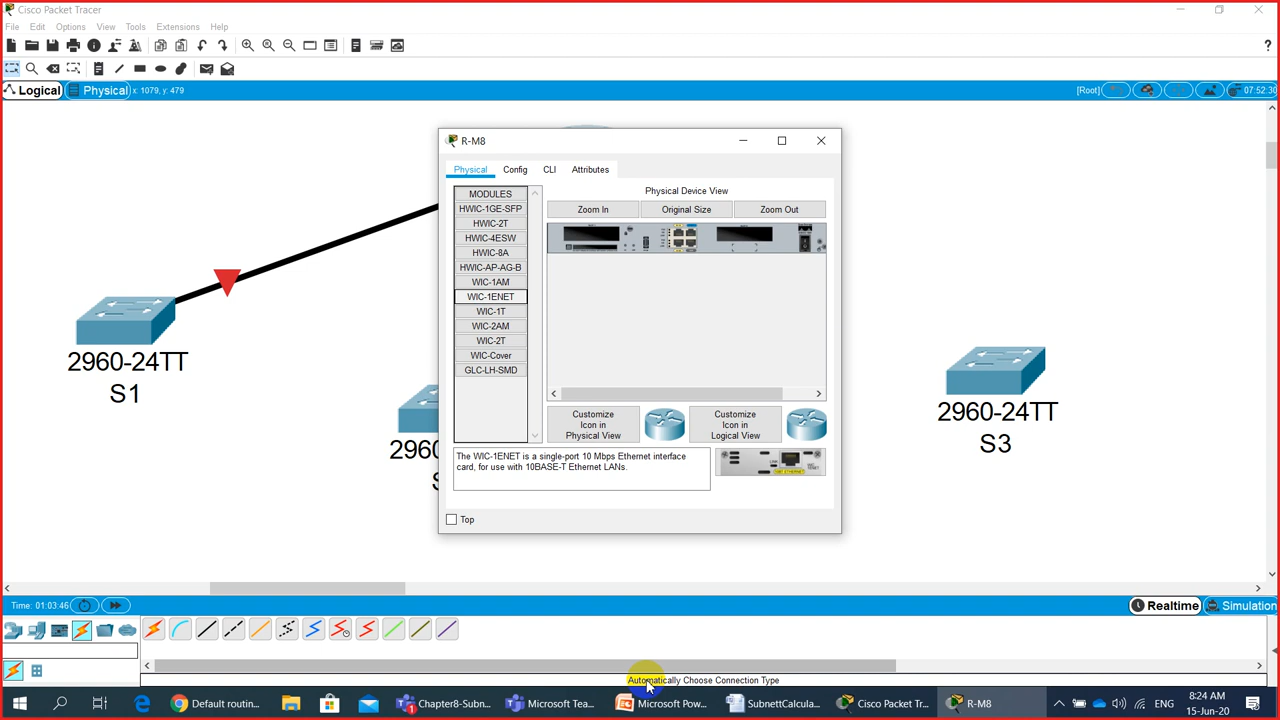 Cisco Packet Tracer
File Edit Options View Tools Extensions Help
?
Logical Physical x: 1079, y: 479 [Root] 07:52:30
R-M8
Physical Config CLI Attributes
MODULES
HWIC-1GE-SFP
HWIC-2T
HWIC-4ESW
HWIC-8A
HWIC-AP-AG-B
WIC-1AM
WIC-1ENET
WIC-1T
WIC-2AM
WIC-2T
WIC-Cover
GLC-LH-SMD
Physical Device View
Zoom In Original Size Zoom Out
Customize
Icon in
Physical View
Customize
Icon in
Logical View
The WIC-1ENET is a single-port 10 Mbps Ethernet interface
card, for use with 10BASE-T Ethernet LANs.
Top
2960-24TT
S1
2960-24TT
S3
Time: 01:03:46 Realtime Simulation
Automatically Choose Connection Type
Default routin... Chapter8-Subn... Microsoft Tea... Microsoft Pow... SubnettCalcula... Cisco Packet Tr... R-M8
ENG
8:24 AM
15-Jun-20